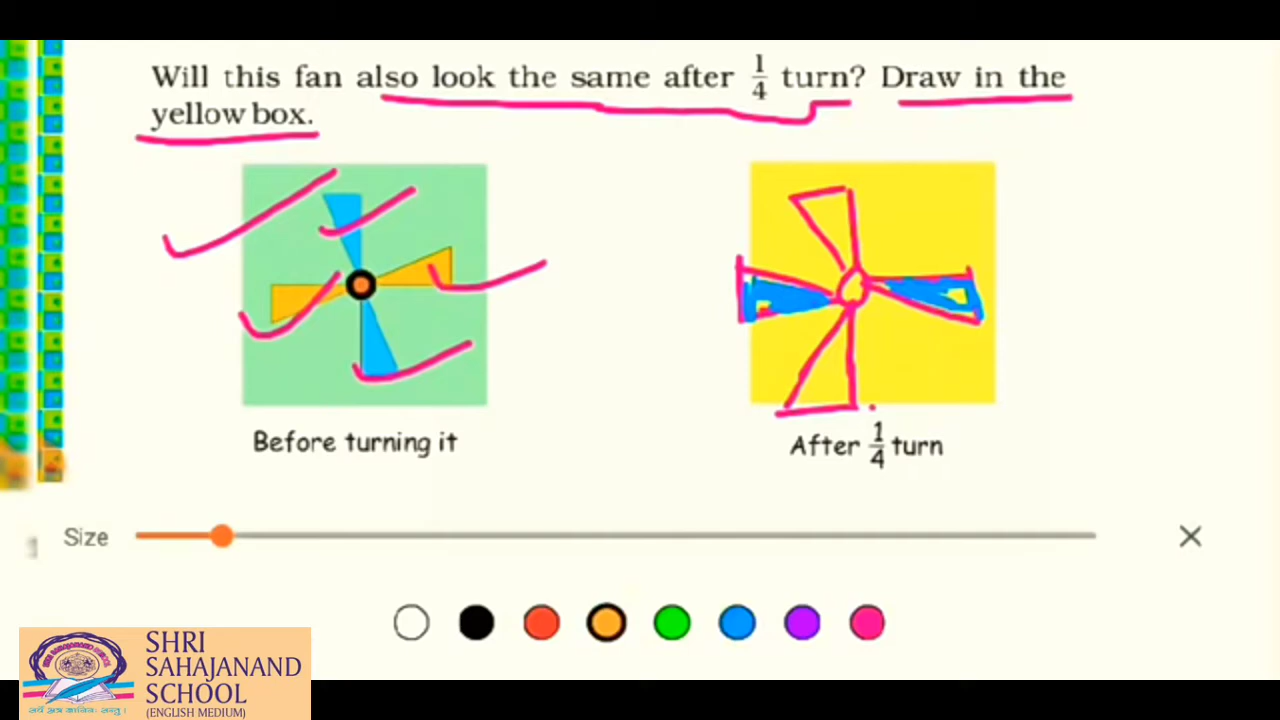 Will this fan also look the same after 1/4 turn? Draw in the
yellow box.
Before turning it
After 1/4 turn
Size
SHRI
SAHAJANAND
SCHOOL
(ENGLISH MEDIUM)